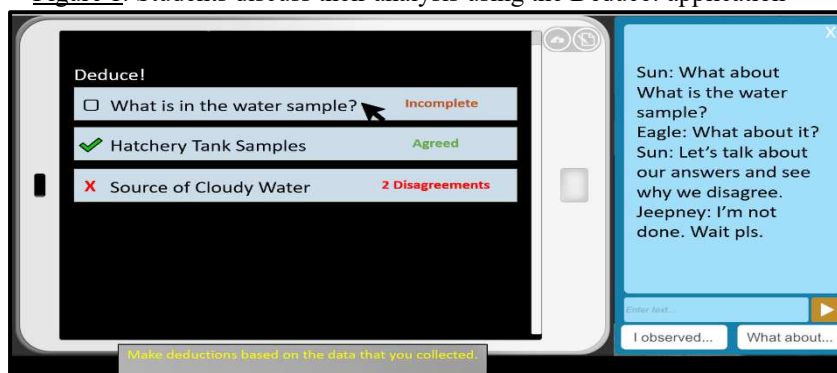 Figure 1. Students discuss their analysis using the Deduce! application
X
Deduce!
What is in the water sample? Incomplete
Hatchery Tank Samples Agreed
X Source of Cloudy Water 2 Disagreements
Make deductions based on the data that you collected.
Sun: What about
What is the water
sample?
Eagle: What about it?
Sun: Let's talk about
our answers and see
why we disagree.
Jeepney: I'm not
done. Wait pls.
Enter text...
I observed... What about...